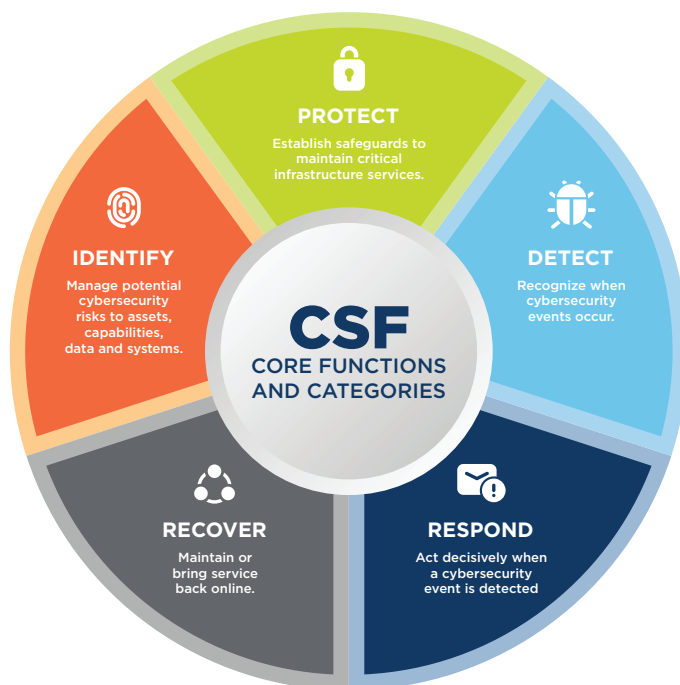 PROTECT
Establish safeguards to
maintain critical
infrastructure services.
IDENTIFY
Manage potential
cybersecurity
risks to assets,
capabilities,
data and systems.
DETECT
Recognize when
cybersecurity
events occur.
CSF
CORE FUNCTIONS
AND CATEGORIES
RECOVER
Maintain or
bring service
back online.
RESPOND
Act decisively when
a cybersecurity
event is detected